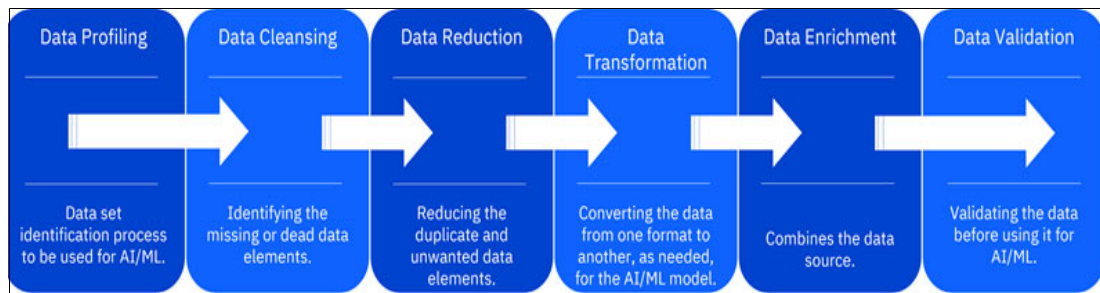 Data Profiling
Data set
identification process
to be used for AI/ML.
Data Cleansing
Identifying the
missing or dead data
elements.
Data Reduction
Reducing the
duplicate and
unwanted data
elements.
Data
Transformation
Converting the data
from one format to
another, as needed,
for the AI/ML model.
Data Enrichment
Combines the data
source.
Data Validation
Validating the data
before using it for
AI/ML.